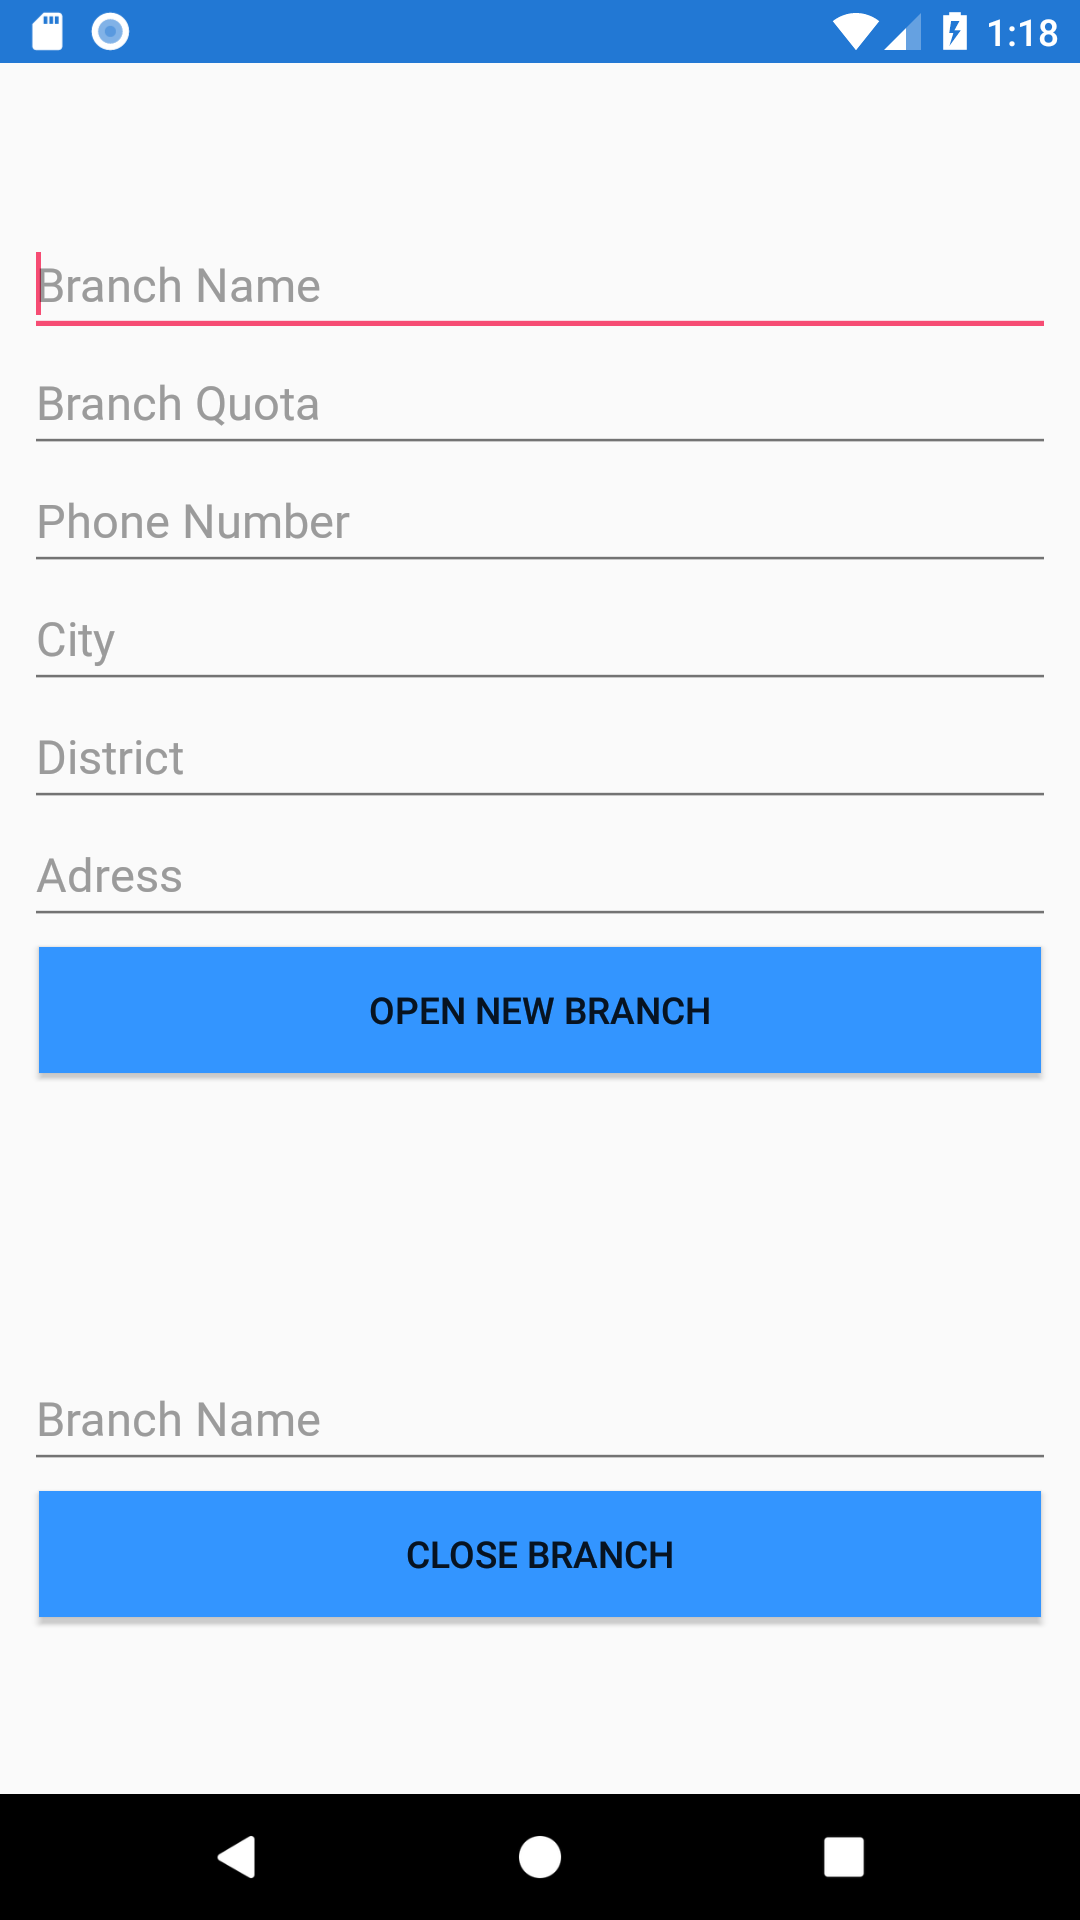 1:18
Branch Name
Branch Quota
Phone Number
City
District
Adress
OPEN NEW BRANCH
Branch Name
CLOSE BRANCH